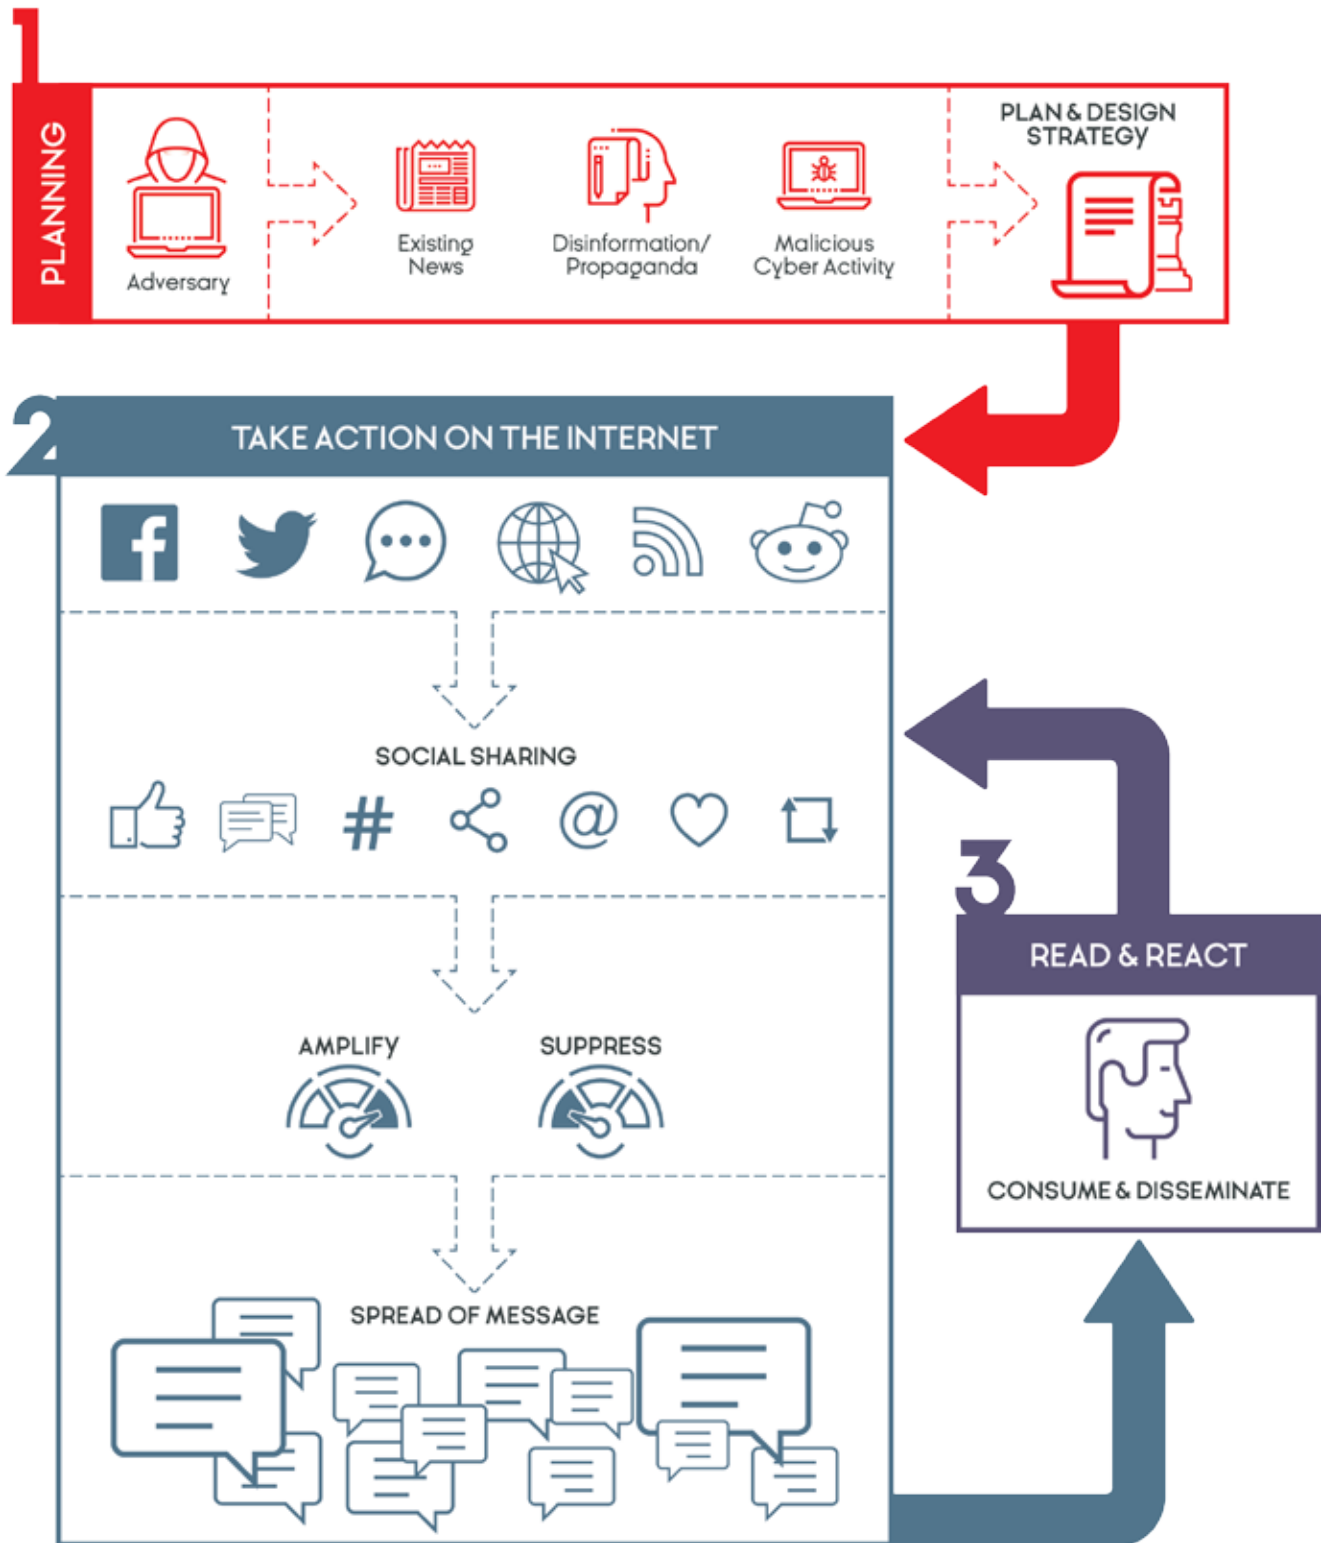 1
PLANNING
Adversary
Existing
News
Disinformation/
Propaganda
Malicious
Cyber Activity
PLAN & DESIGN
STRATEGY
2
TAKE ACTION ON THE INTERNET
f
SOCIAL SHARING
#
@
AMPLIFY
SUPPRESS
SPREAD OF MESSAGE
3
READ & REACT
CONSUME & DISSEMINATE